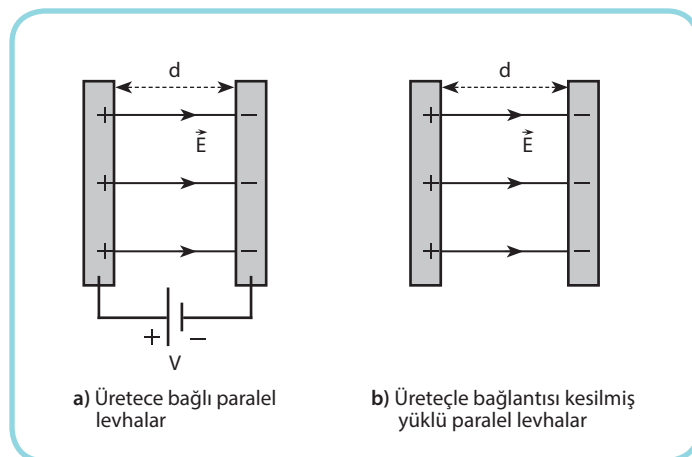 d
d
+ −
+ −
E
E
+ −
+ −
+ −
+ −
+ −
V
a) Üretece bağlı paralel
levhalar
b) Üreteçle bağlantısı kesilmiş
yüklü paralel levhalar